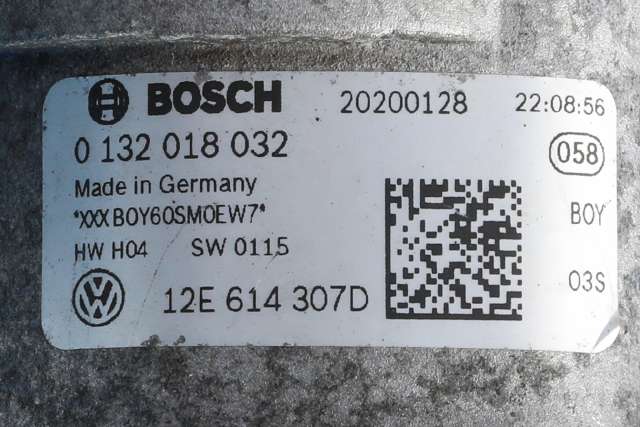 BOSCH 20200128 22:08:56
0 132 018 032 058
Made in Germany
*XXXBOY60SM0EW7* BOY
HW H04 SW 0115
03S
12E 614 307D